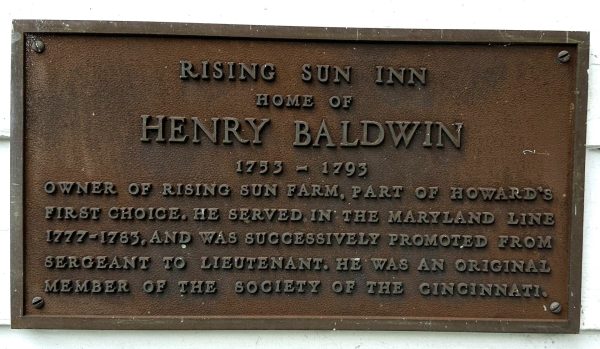 RISING SUN INN
HOME OF
HENRY BALDWIN
1753 - 1793
OWNER OF RISING SUN FARM, PART OF HOWARD'S
FIRST CHOICE. HE SERVED IN THE MARYLAND LINE
1777-1783, AND WAS SUCCESSIVELY PROMOTED FROM
SERGEANT TO LIEUTENANT. HE WAS AN ORIGINAL
MEMBER OF THE SOCIETY OF THE CINCINNATI.